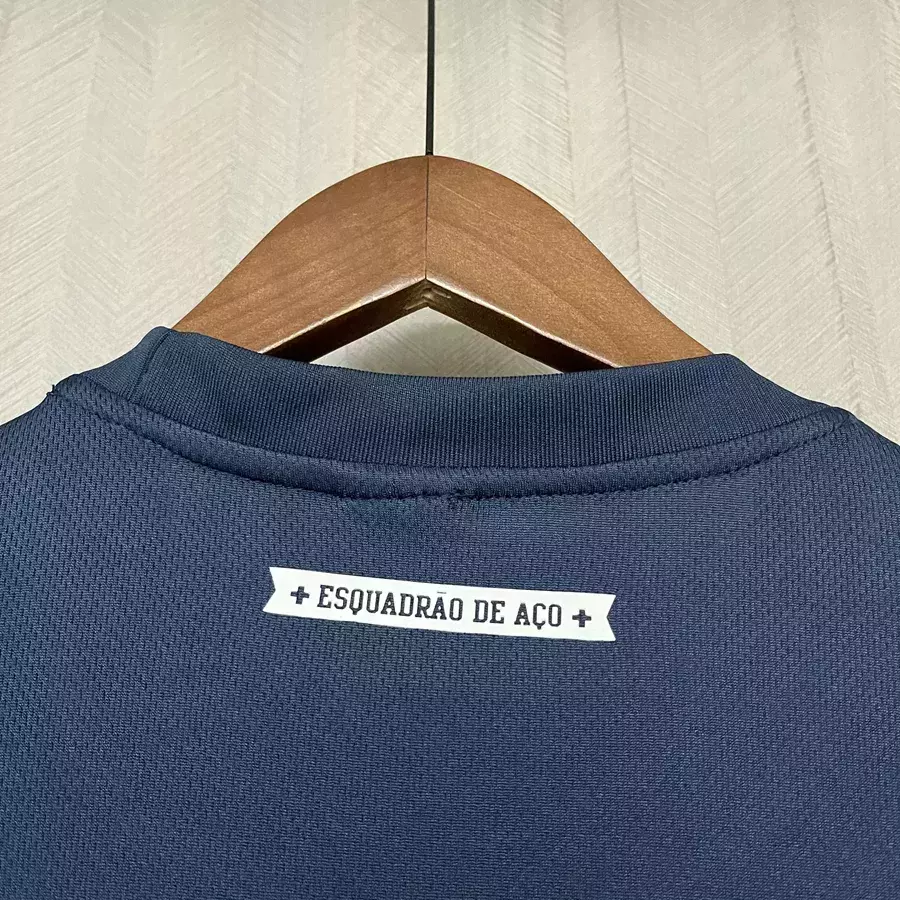 + ESQUADRÃO DE AÇO +